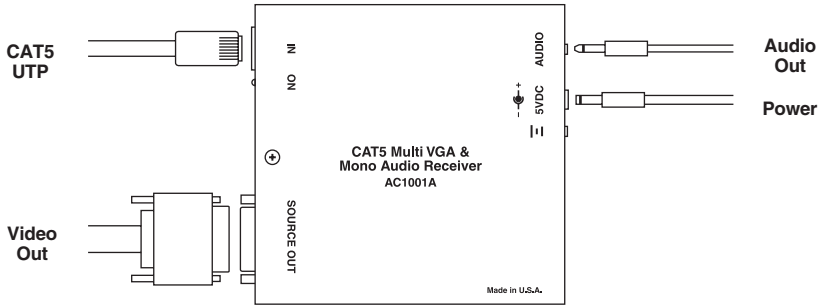 CAT5
UTP
IN
ON
AUDIO
Audio
Out
- +
5VDC
Power
CAT5 Multi VGA &
Mono Audio Receiver
AC1001A
SOURCE OUT
Video
Out
Made in U.S.A.